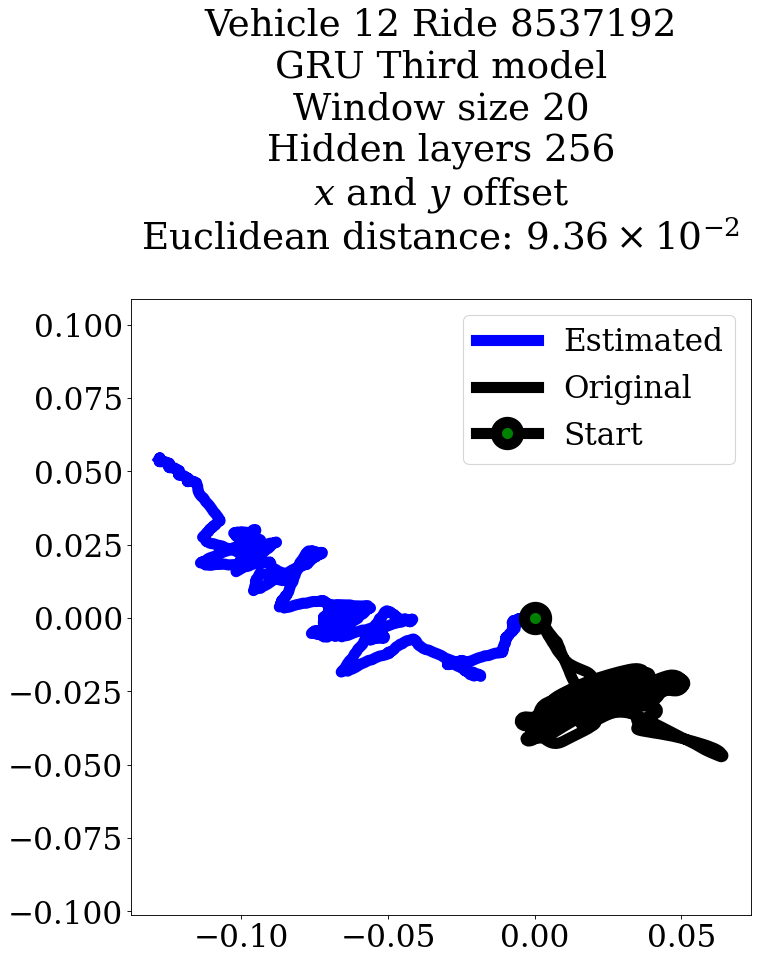 Vehicle 12 Ride 8537192
GRU Third model
Window size 20
Hidden layers 256
x and y offset
Euclidean distance: 9.36 × 10⁻²
Estimated
Original
Start
0.100
0.075
0.050
0.025
0.000
−0.025
−0.050
−0.075
−0.100
−0.10 −0.05 0.00 0.05